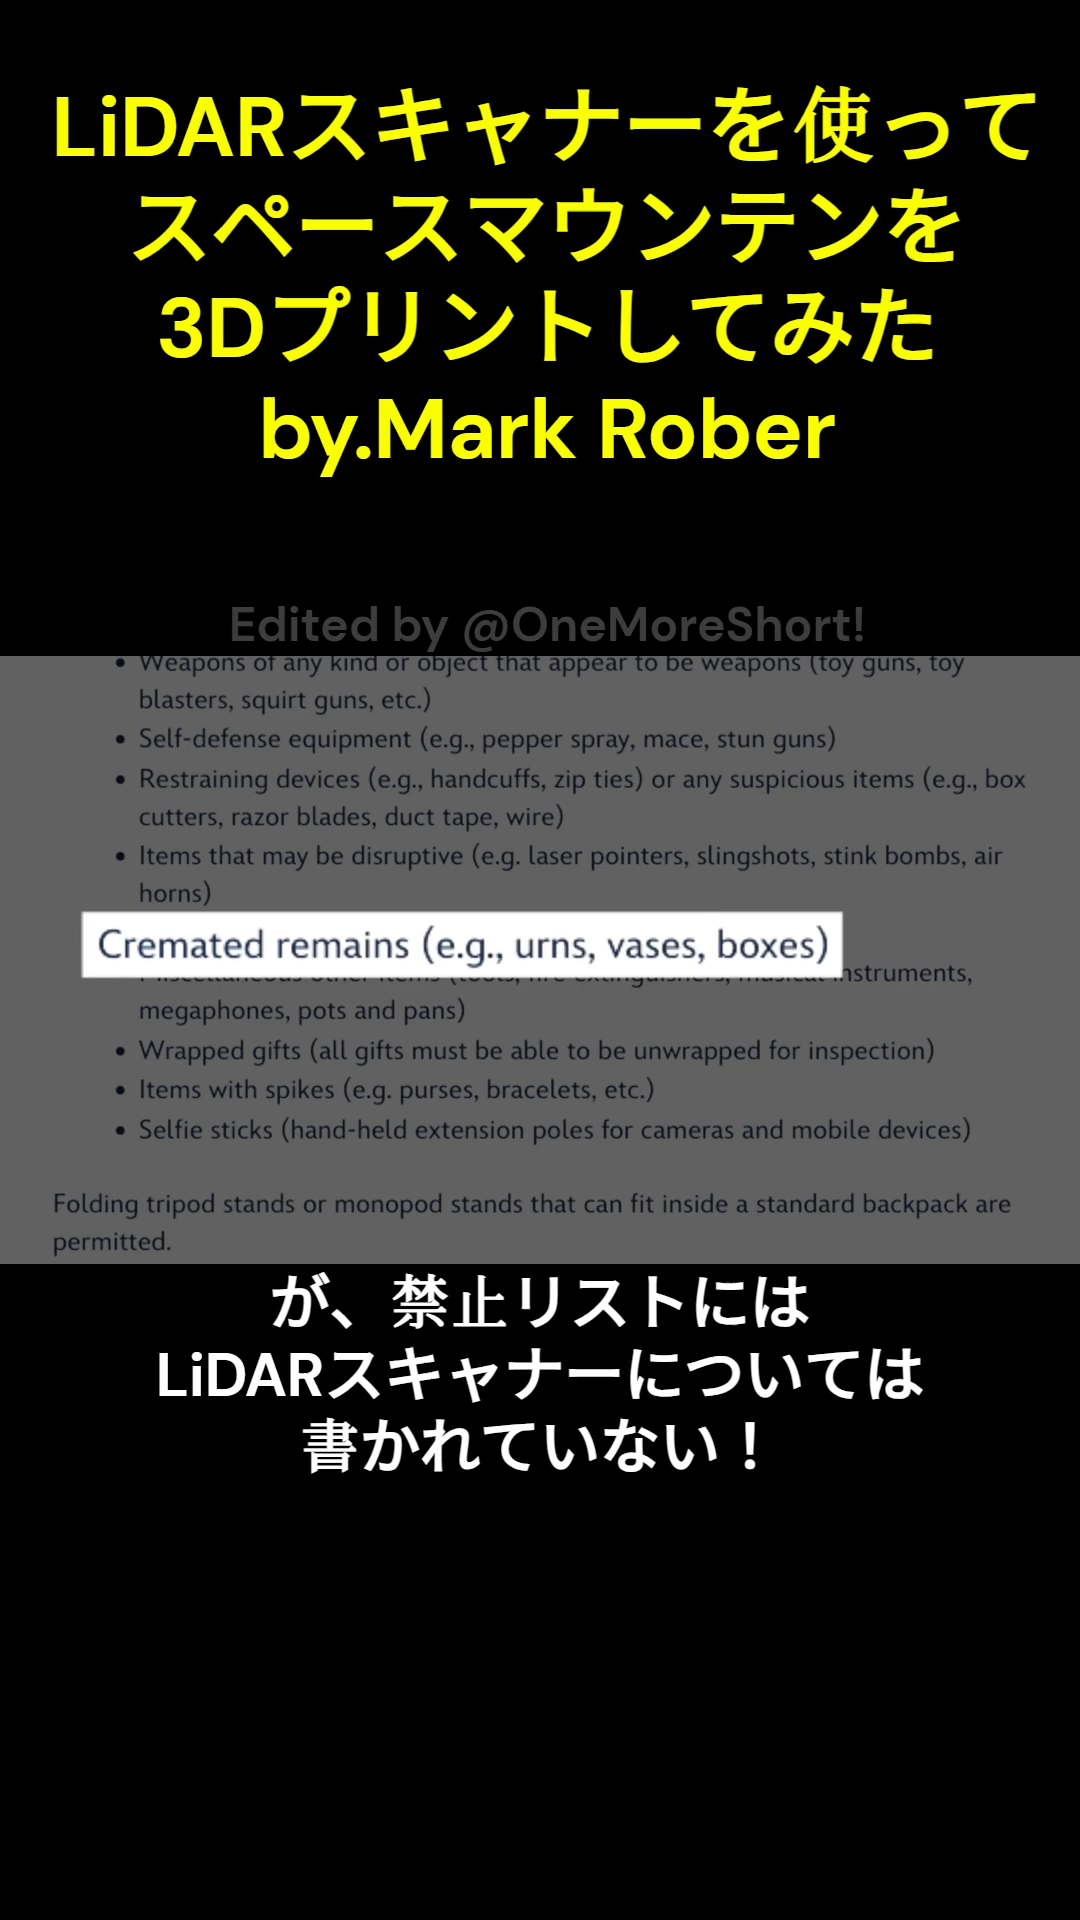 LiDARスキャナーを使って
スペースマウンテンを
3Dプリントしてみた
by.Mark Rober
Edited by @OneMoreShort!
• Weapons of any kind or object that appear to be weapons (toy guns, toy
blasters, squirt guns, etc.)
• Self-defense equipment (e.g., pepper spray, mace, stun guns)
• Restraining devices (e.g., handcuffs, zip ties) or any suspicious items (e.g., box
cutters, razor blades, duct tape, wire)
• Items that may be disruptive (e.g. laser pointers, slingshots, stink bombs, air
horns)
Cremated remains (e.g., urns, vases, boxes)
Miscellaneous other items (tools, fire extinguishers, musical instruments,
megaphones, pots and pans)
• Wrapped gifts (all gifts must be able to be unwrapped for inspection)
• Items with spikes (e.g. purses, bracelets, etc.)
• Selfie sticks (hand-held extension poles for cameras and mobile devices)
Folding tripod stands or monopod stands that can fit inside a standard backpack are
permitted.
が、禁止リストには
LiDARスキャナーについては
書かれていない！